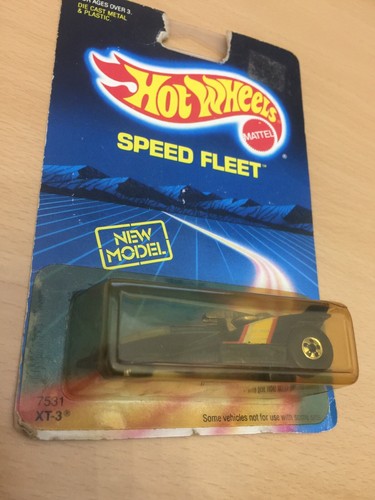 AGES OVER 3.
DIE CAST METAL
& PLASTIC
Hot Wheels
MATTEL
SPEED FLEET™
NEW
MODEL
7531
XT-3®
Some vehicles not for use with